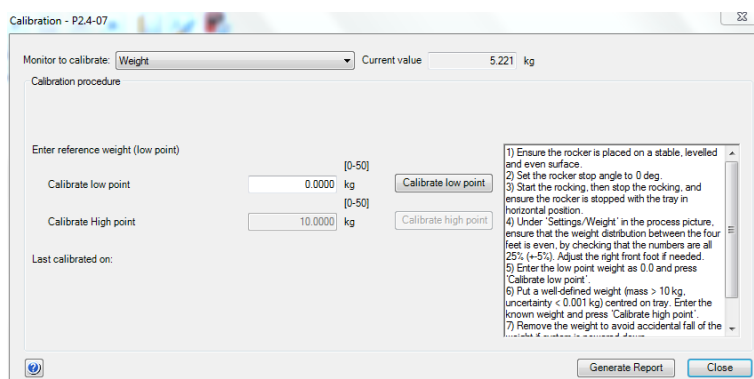 Calibration - P2.4-07
Monitor to calibrate: Weight Current value 5.221 kg
Calibration procedure
Enter reference weight (low point)
[0-50]
Calibrate low point 0.0000 kg Calibrate low point
[0-50]
Calibrate High point 10.0000 kg Calibrate high point
Last calibrated on:
1) Ensure the rocker is placed on a stable, levelled
and even surface.
2) Set the rocker stop angle to 0 deg.
3) Start the rocking, then stop the rocking, and
ensure the rocker is stopped with the tray in
horizontal position.
4) Under 'Settings/Weight' in the process picture,
ensure that the weight distribution between the four
feet is even, by checking that the numbers are all
25% (+-5%). Adjust the right front foot if needed.
5) Enter the low point weight as 0.0 and press
'Calibrate low point'.
6) Put a well-defined weight (mass > 10 kg,
uncertainty < 0.001 kg) centred on tray. Enter the
known weight and press 'Calibrate high point'.
7) Remove the weight to avoid accidental fall of the
weight if system is powered down
Generate Report Close